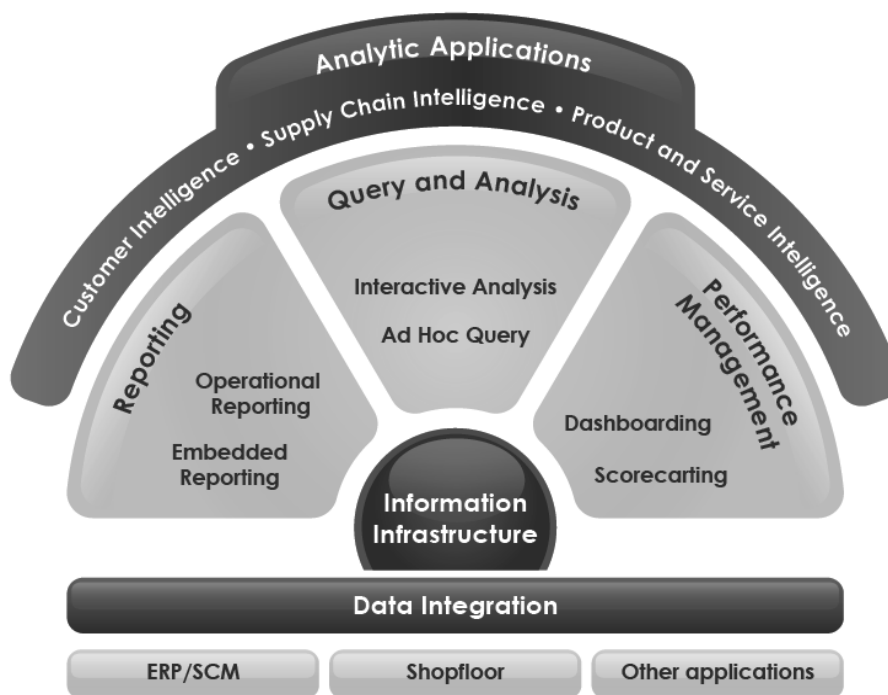 Analytic Applications
Customer Intelligence • Supply Chain Intelligence • Product and Service Intelligence
Query and Analysis
Interactive Analysis
Ad Hoc Query
Reporting
Operational
Reporting
Embedded
Reporting
Performance
Management
Dashboarding
Scorecarting
Information
Infrastructure
Data Integration
ERP/SCM
Shopfloor
Other applications